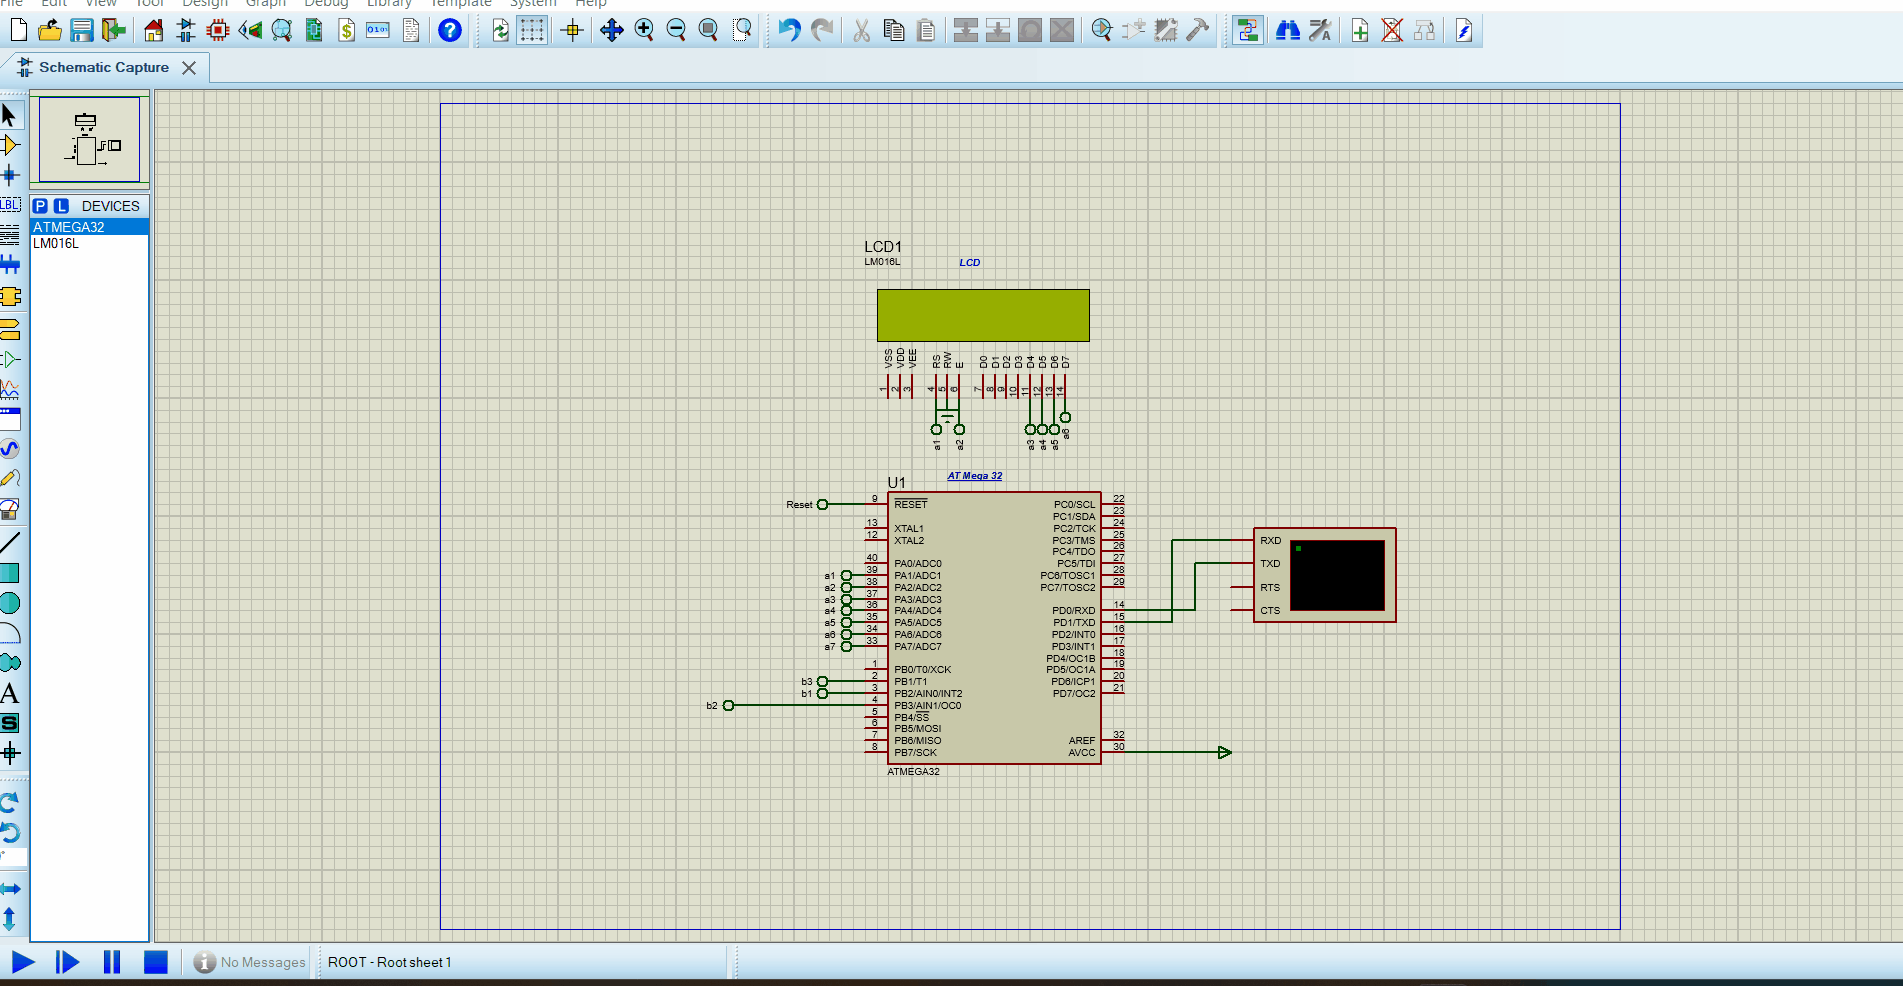 File Edit View Tool Design Graph Debug Library Template System Help
Schematic Capture
LBL
P L DEVICES
ATMEGA32
LM016L
LCD1
LM016L
LCD
VSS VDD VEE RS RW E D0 D1 D2 D3 D4 D5 D6 D7
1 2 3 4 5 6 7 8 9 10 11 12 13 14
a1 a2 a3 a4 a5 a6
AT Mega 32
U1
Reset 9 RESET PC0/SCL 22
PC1/SDA 23
13 XTAL1 PC2/TCK 24
12 XTAL2 PC3/TMS 25
PC4/TDO 26
40 PA0/ADC0 PC5/TDI 27
a1 39 PA1/ADC1 PC6/TOSC1 28
a2 38 PA2/ADC2 PC7/TOSC2 29
a3 37 PA3/ADC3
a4 36 PA4/ADC4 PD0/RXD 14
a5 35 PA5/ADC5 PD1/TXD 15
a6 34 PA6/ADC6 PD2/INT0 16
a7 33 PA7/ADC7 PD3/INT1 17
PD4/OC1B 18
1 PB0/T0/XCK PD5/OC1A 19
b3 2 PB1/T1 PD6/ICP1 20
b1 3 PB2/AIN0/INT2 PD7/OC2 21
b2 4 PB3/AIN1/OC0
5 PB4/SS
6 PB5/MOSI
7 PB6/MISO AREF 32
8 PB7/SCK AVCC 30
ATMEGA32
RXD
TXD
RTS
CTS
A
S
No Messages ROOT - Root sheet 1